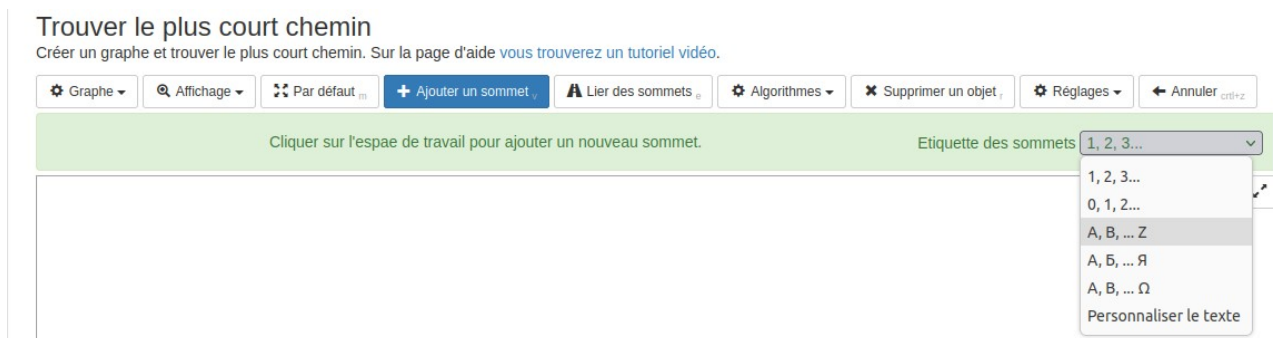 Trouver le plus court chemin
Créer un graphe et trouver le plus court chemin. Sur la page d'aide vous trouverez un tutoriel vidéo.
Graphe Affichage Par défaut m Ajouter un sommet v Lier des sommets e Algorithmes Supprimer un objet r Réglages Annuler crtl+z
Cliquer sur l'espae de travail pour ajouter un nouveau sommet. Etiquette des sommets 1, 2, 3...
1, 2, 3...
0, 1, 2...
A, B, ... Z
А, Б, ... Я
Α, Β, ... Ω
Personnaliser le texte